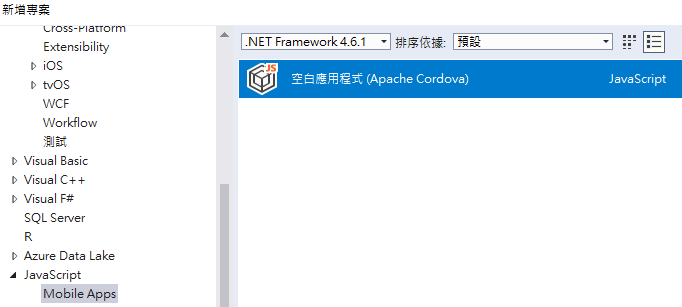 新增專案
Cross-Platform
Extensibility
iOS
tvOS
WCF
Workflow
測試
Visual Basic
Visual C++
Visual F#
SQL Server
R
Azure Data Lake
JavaScript
Mobile Apps
.NET Framework 4.6.1 排序依據: 預設
JS
空白應用程式 (Apache Cordova) JavaScript